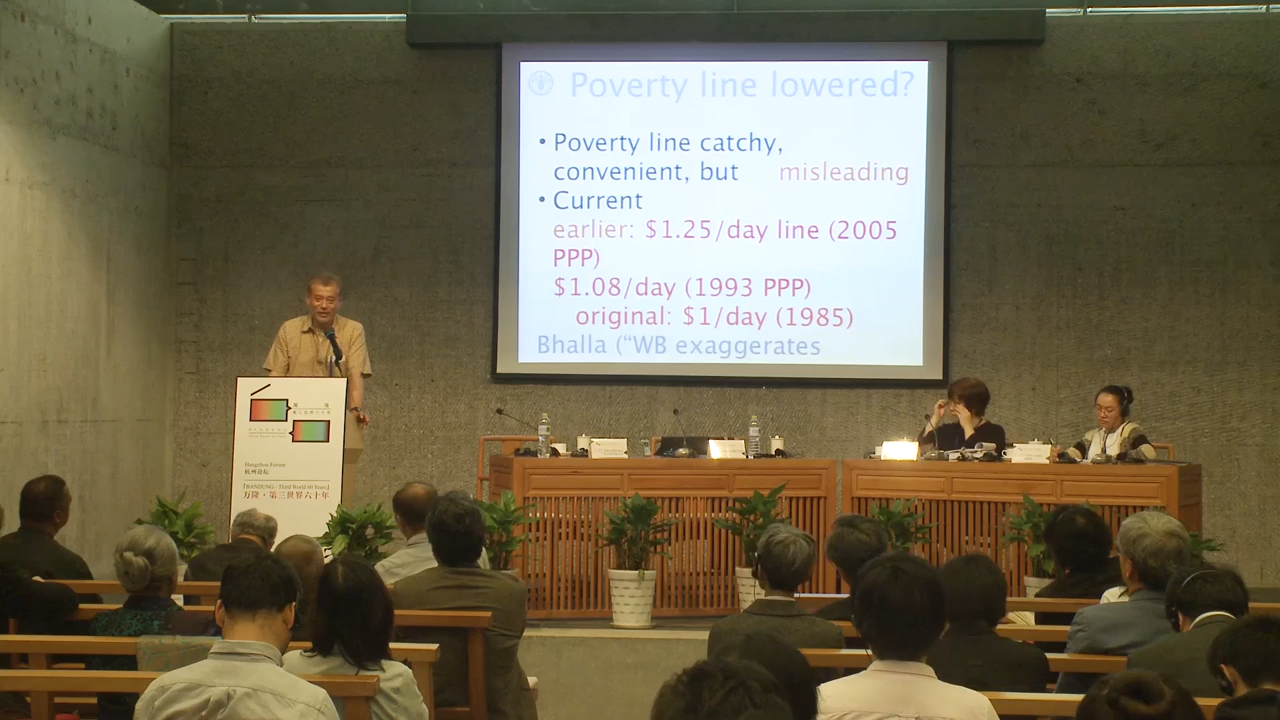 Poverty line lowered?
• Poverty line catchy,
convenient, but misleading
• Current
earlier: $1.25/day line (2005
PPP)
$1.08/day (1993 PPP)
original: $1/day (1985)
Bhalla (“WB exaggerates
Hangzhou Forum
杭州论坛
「BANDUNG - Third World 60 Years」
万隆·第三世界六十年